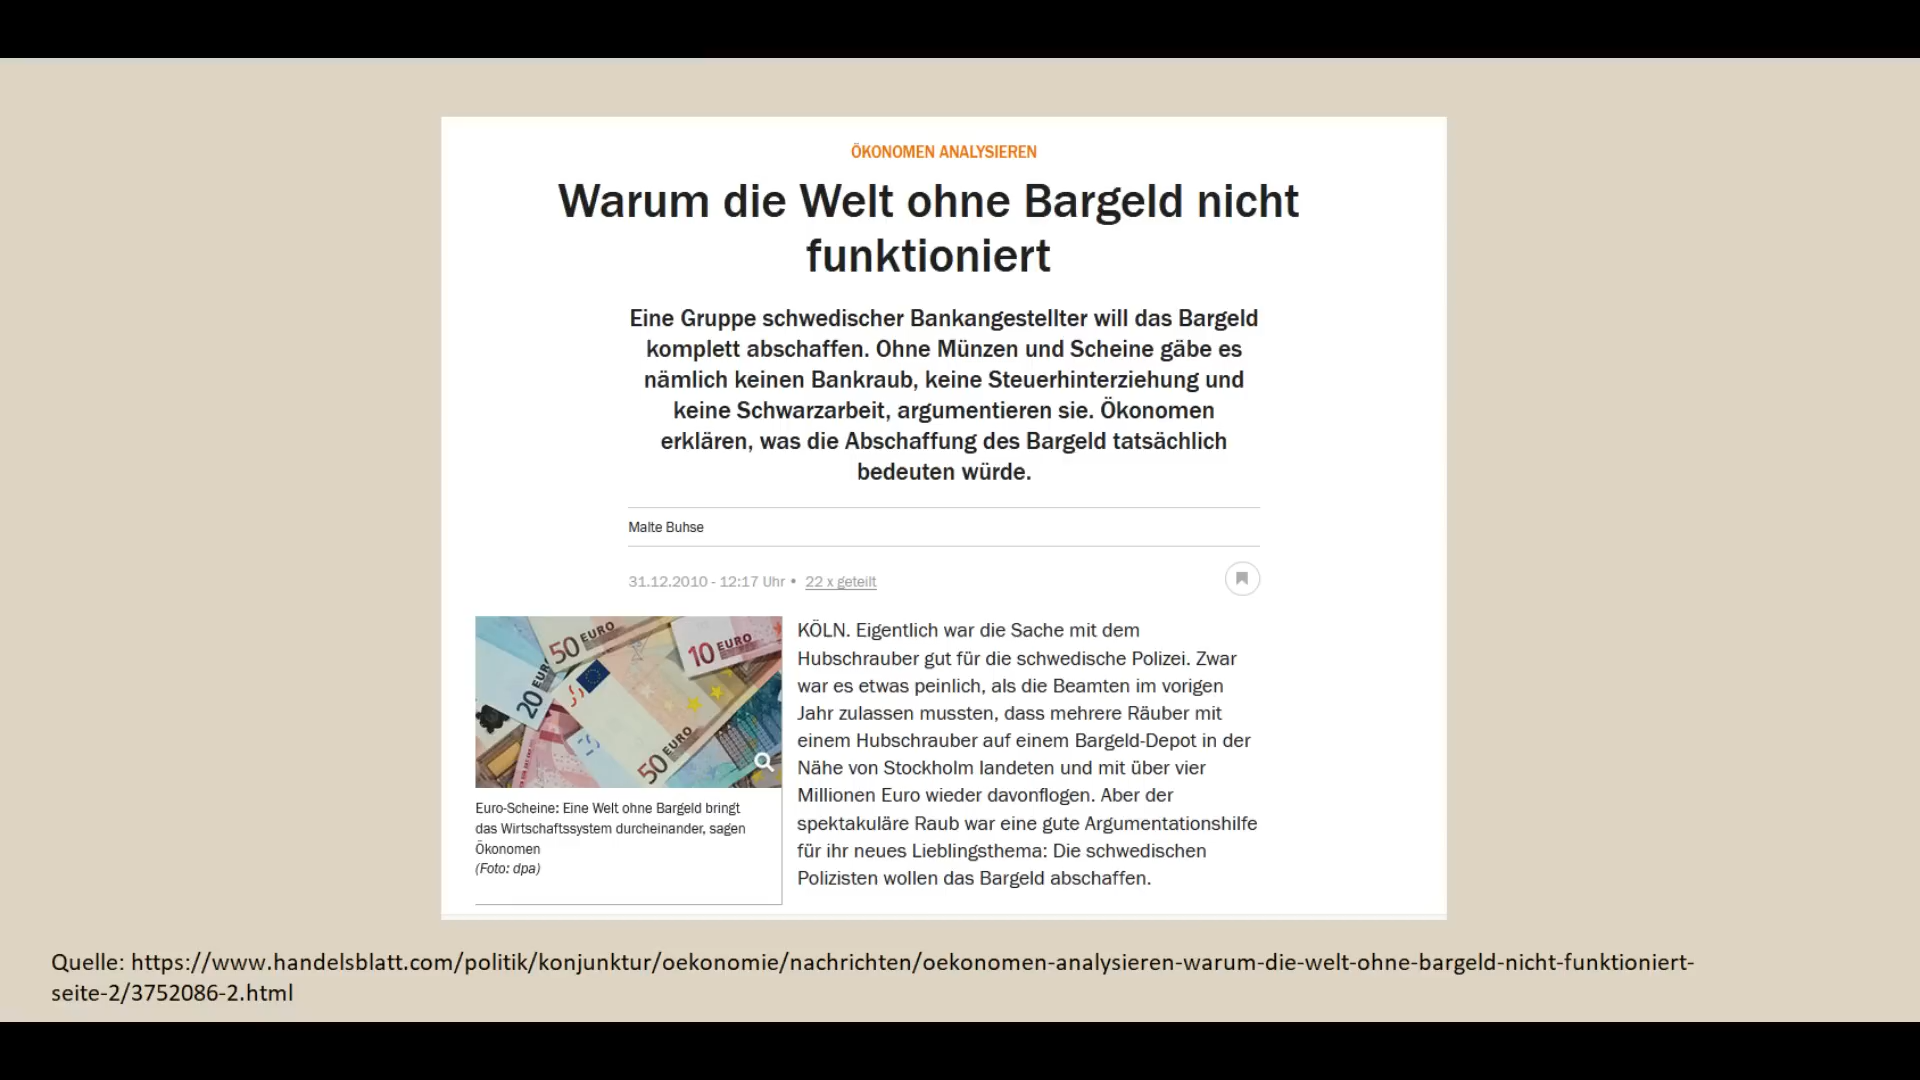 ÖKONOMEN ANALYSIEREN
Warum die Welt ohne Bargeld nicht
funktioniert
Eine Gruppe schwedischer Bankangestellter will das Bargeld
komplett abschaffen. Ohne Münzen und Scheine gäbe es
nämlich keinen Bankraub, keine Steuerhinterziehung und
keine Schwarzarbeit, argumentieren sie. Ökonomen
erklären, was die Abschaffung des Bargeld tatsächlich
bedeuten würde.
Malte Buhse
31.12.2010 - 12:17 Uhr • 22 x geteilt
50 EURO
10 EURO
20 EURO
50 EURO
Euro-Scheine: Eine Welt ohne Bargeld bringt
das Wirtschaftssystem durcheinander, sagen
Ökonomen
(Foto: dpa)
KÖLN. Eigentlich war die Sache mit dem
Hubschrauber gut für die schwedische Polizei. Zwar
war es etwas peinlich, als die Beamten im vorigen
Jahr zulassen mussten, dass mehrere Räuber mit
einem Hubschrauber auf einem Bargeld-Depot in der
Nähe von Stockholm landeten und mit über vier
Millionen Euro wieder davonflogen. Aber der
spektakuläre Raub war eine gute Argumentationshilfe
für ihr neues Lieblingsthema: Die schwedischen
Polizisten wollen das Bargeld abschaffen.
Quelle: https://www.handelsblatt.com/politik/konjunktur/oekonomie/nachrichten/oekonomen-analysieren-warum-die-welt-ohne-bargeld-nicht-funktioniert-
seite-2/3752086-2.html